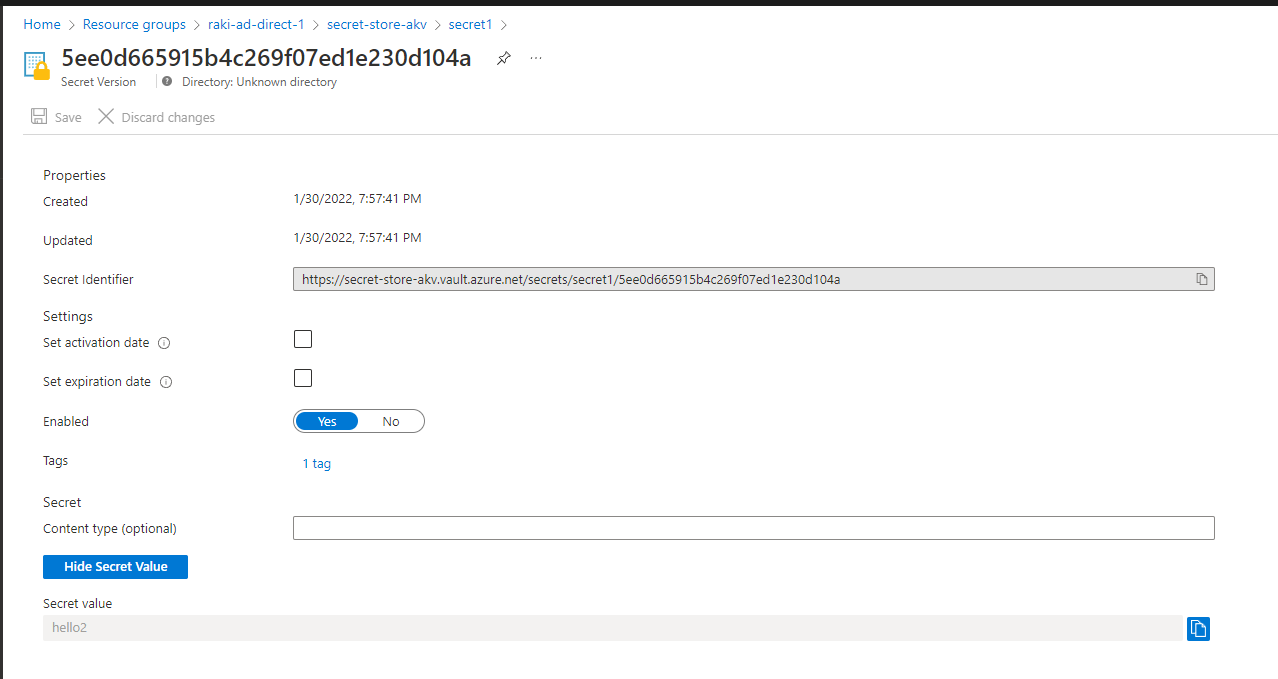 Home > Resource groups > raki-ad-direct-1 > secret-store-akv > secret1 >
5ee0d665915b4c269f07ed1e230d104a ...
Secret Version | Directory: Unknown directory
Save Discard changes
Properties
Created 1/30/2022, 7:57:41 PM
Updated 1/30/2022, 7:57:41 PM
Secret Identifier https://secret-store-akv.vault.azure.net/secrets/secret1/5ee0d665915b4c269f07ed1e230d104a
Settings
Set activation date
Set expiration date
Enabled Yes No
Tags 1 tag
Secret
Content type (optional)
Hide Secret Value
Secret value
hello2